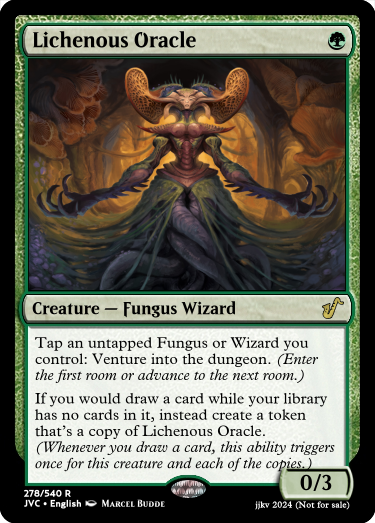 Lichenous Oracle
Creature — Fungus Wizard
Tap an untapped Fungus or Wizard you
control: Venture into the dungeon. (Enter
the first room or advance to the next room.)
If you would draw a card while your library
has no cards in it, instead create a token
that's a copy of Lichenous Oracle.
(Whenever you draw a card, this ability triggers
once for this creature and each of the copies.)
0/3
278/540 R
JVC • English MARCEL BUDDE
jjkv 2024 (Not for sale)